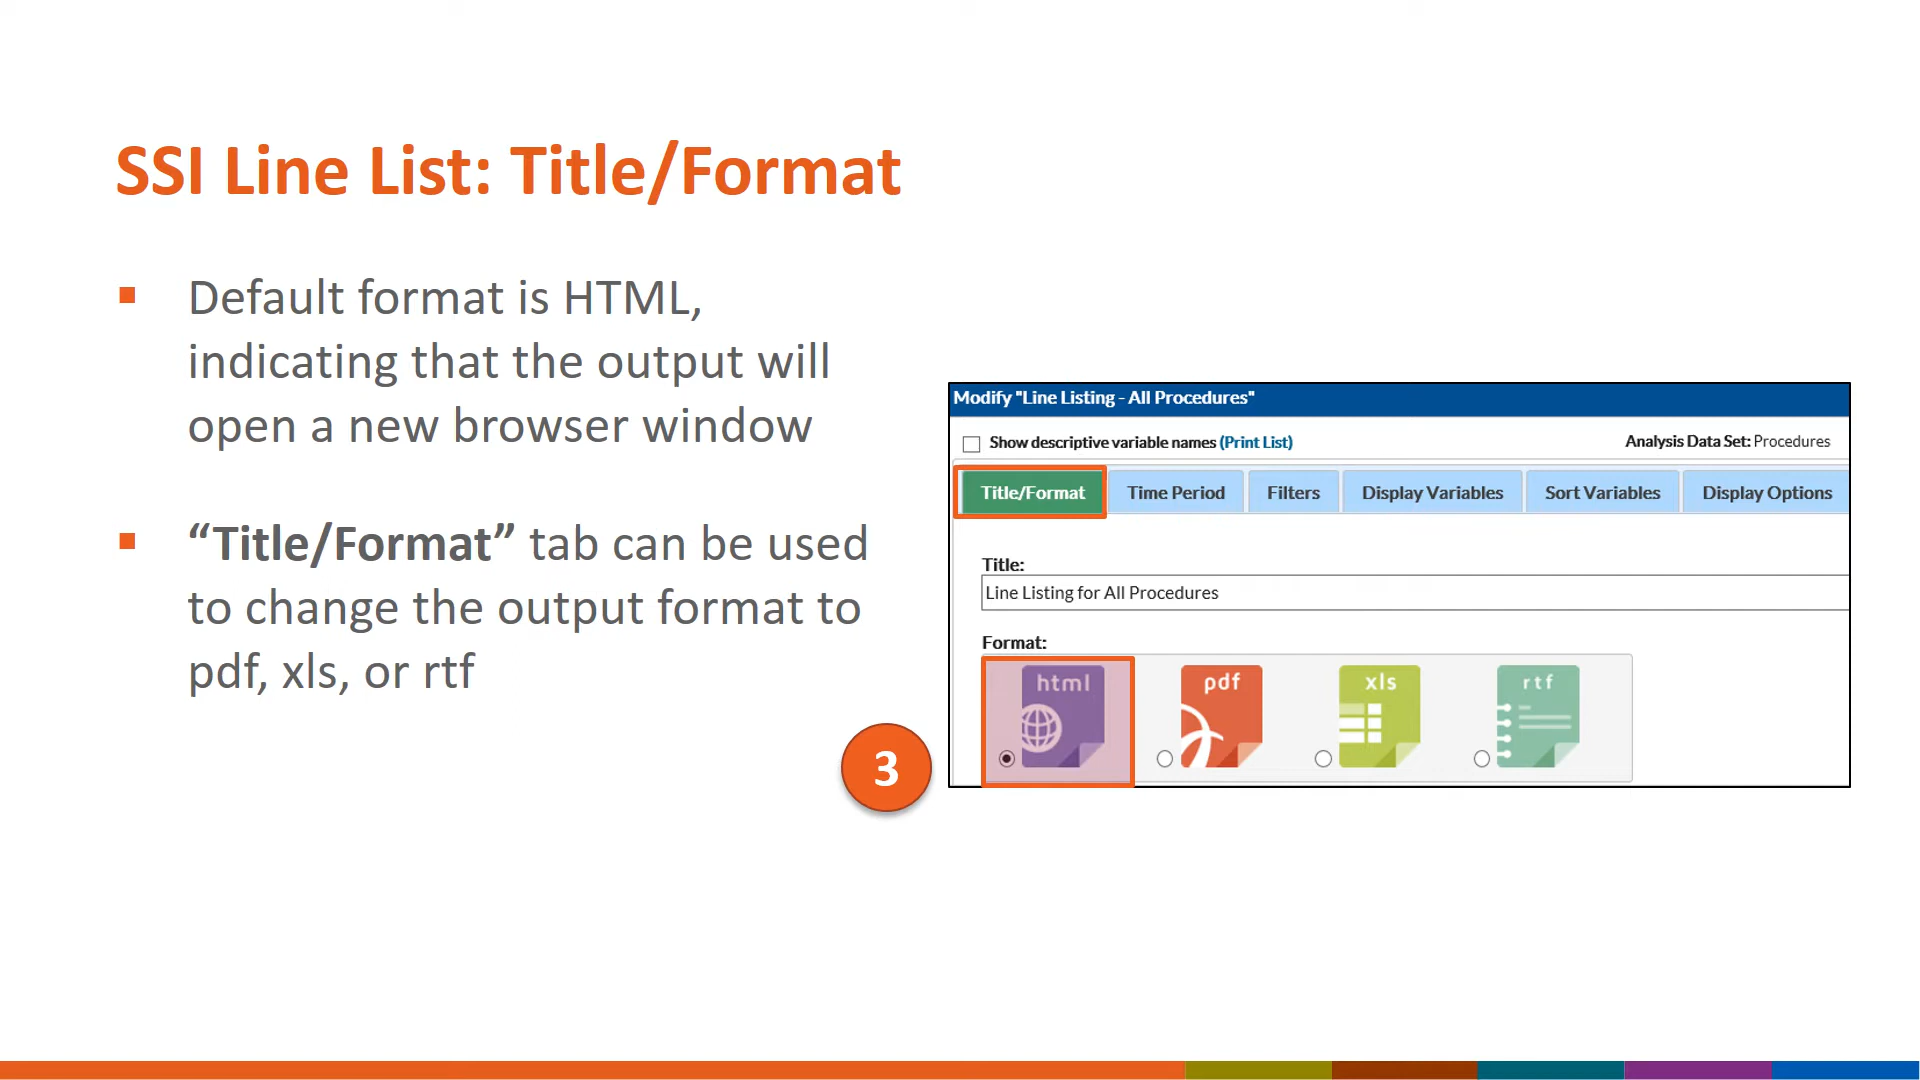 SSI Line List: Title/Format
▪ Default format is HTML,
indicating that the output will
open a new browser window
▪ “Title/Format” tab can be used
to change the output format to
pdf, xls, or rtf
3
Modify "Line Listing - All Procedures"
Show descriptive variable names (Print List)
Analysis Data Set: Procedures
Title/Format
Time Period
Filters
Display Variables
Sort Variables
Display Options
Title:
Line Listing for All Procedures
Format:
html
pdf
xls
rtf